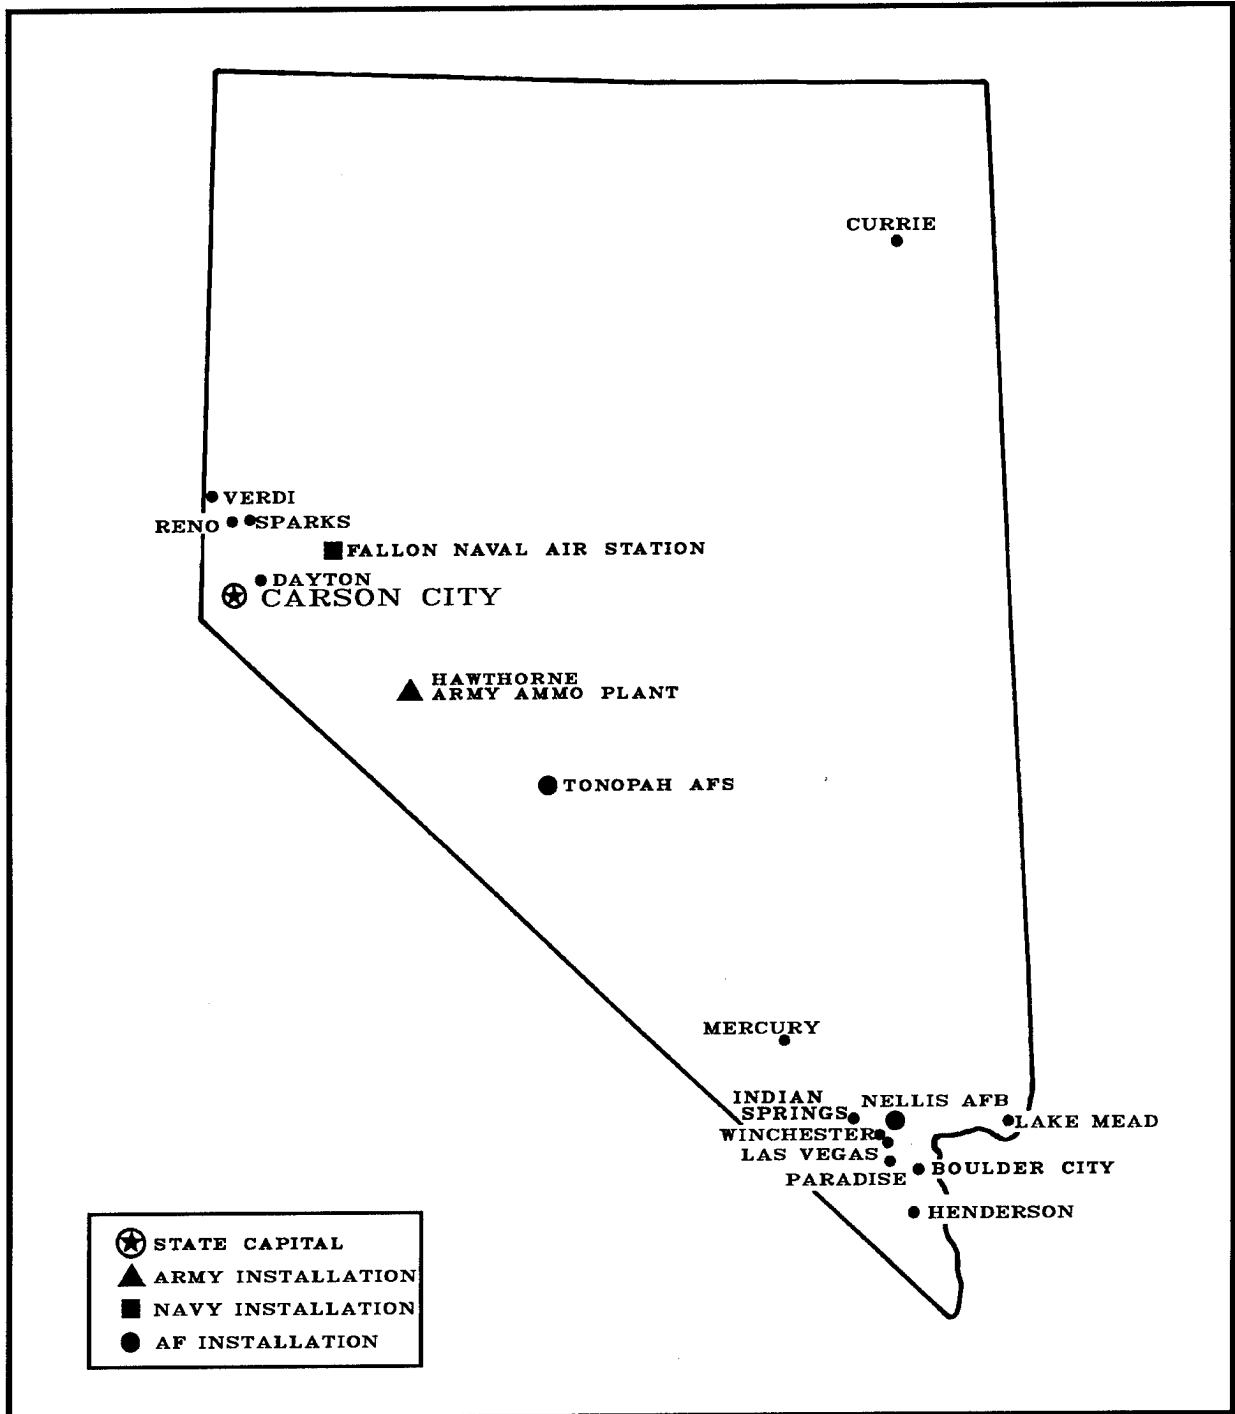 CURRIE
VERDI
RENO
SPARKS
FALLON NAVAL AIR STATION
DAYTON
CARSON CITY
HAWTHORNE
ARMY AMMO PLANT
TONOPAH AFS
MERCURY
INDIAN
SPRINGS
NELLIS AFB
LAKE MEAD
WINCHESTER
LAS VEGAS
PARADISE
BOULDER CITY
HENDERSON
STATE CAPITAL
ARMY INSTALLATION
NAVY INSTALLATION
AF INSTALLATION